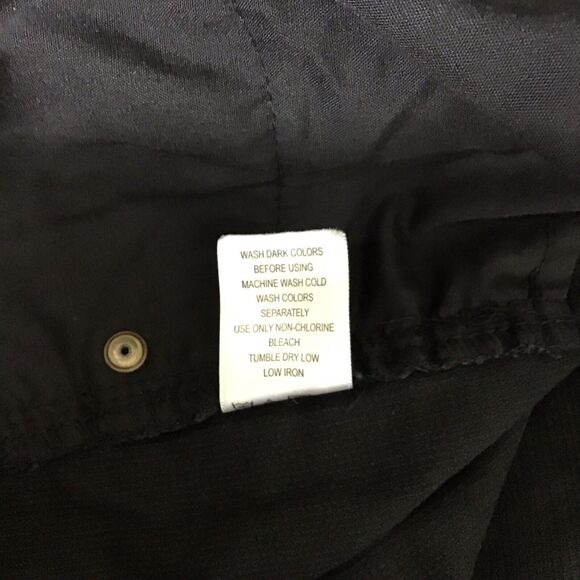 WASH DARK COLORS
BEFORE USING
MACHINE WASH COLD
WASH COLORS
SEPARATELY
USE ONLY NON-CHLORINE
BLEACH
TUMBLE DRY LOW
LOW IRON